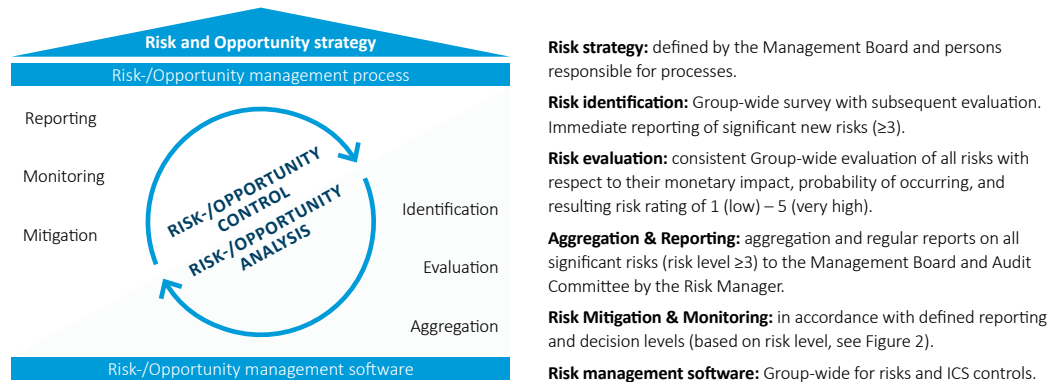 Risk and Opportunity strategy
Risk-/Opportunity management process
Reporting
Monitoring
Mitigation
RISK-/OPPORTUNITY
CONTROL
RISK-/OPPORTUNITY
ANALYSIS
Identification
Evaluation
Aggregation
Risk-/Opportunity management software
Risk strategy: defined by the Management Board and persons
responsible for processes.
Risk identification: Group-wide survey with subsequent evaluation.
Immediate reporting of significant new risks (≥3).
Risk evaluation: consistent Group-wide evaluation of all risks with
respect to their monetary impact, probability of occurring, and
resulting risk rating of 1 (low) – 5 (very high).
Aggregation & Reporting: aggregation and regular reports on all
significant risks (risk level ≥3) to the Management Board and Audit
Committee by the Risk Manager.
Risk Mitigation & Monitoring: in accordance with defined reporting
and decision levels (based on risk level, see Figure 2).
Risk management software: Group-wide for risks and ICS controls.